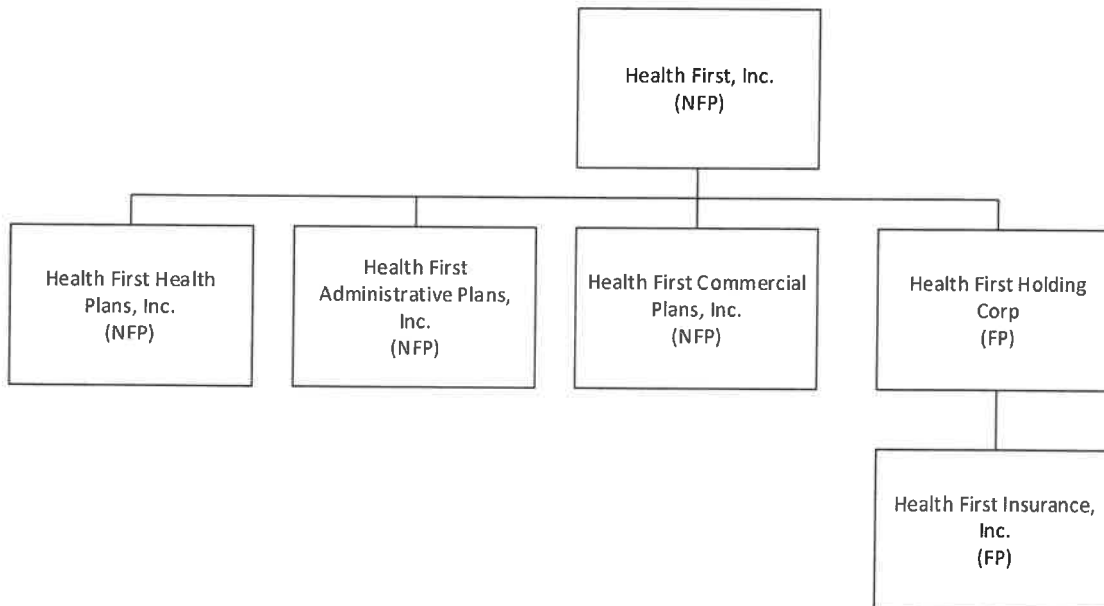 Health First, Inc.
(NFP)
Health First Health
Plans, Inc.
(NFP)
Health First
Administrative Plans,
Inc.
(NFP)
Health First Commercial
Plans, Inc.
(NFP)
Health First Holding
Corp
(FP)
Health First Insurance,
Inc.
(FP)